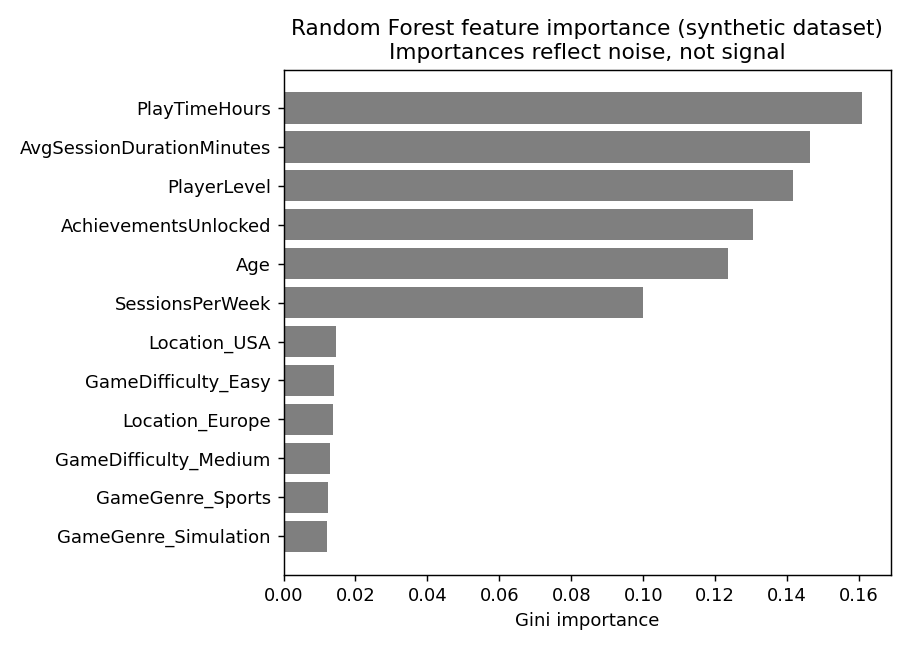 Random Forest feature importance (synthetic dataset)
Importances reflect noise, not signal
PlayTimeHours
AvgSessionDurationMinutes
PlayerLevel
AchievementsUnlocked
Age
SessionsPerWeek
Location_USA
GameDifficulty_Easy
Location_Europe
GameDifficulty_Medium
GameGenre_Sports
GameGenre_Simulation
0.00 0.02 0.04 0.06 0.08 0.10 0.12 0.14 0.16
Gini importance